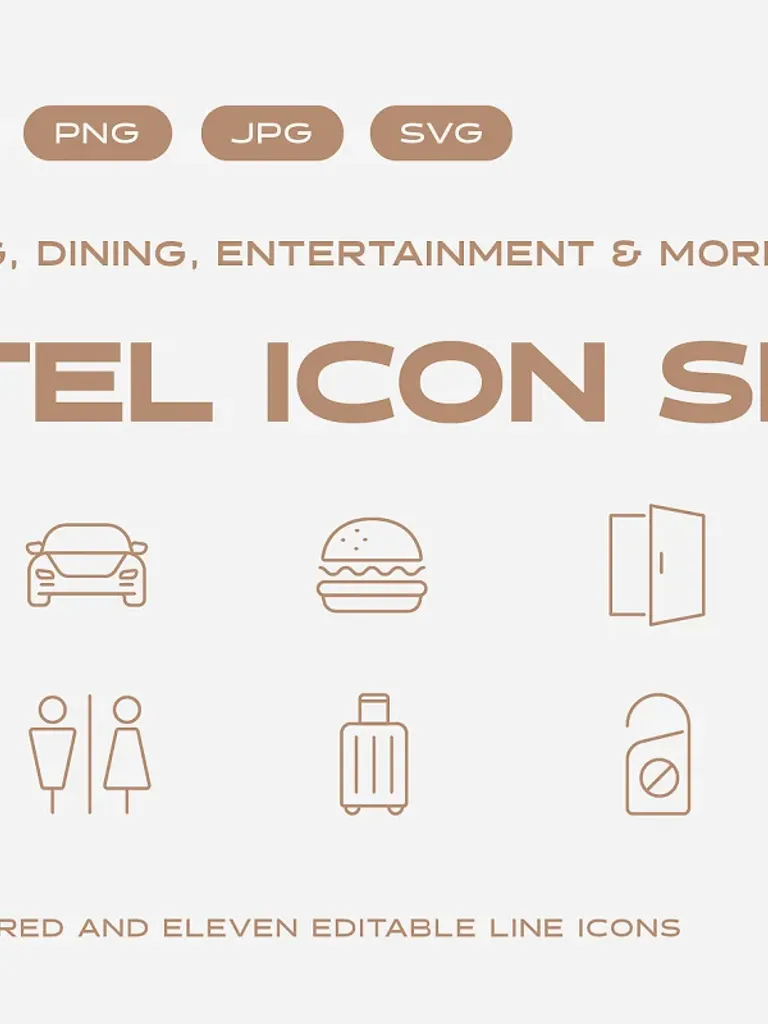 PNG JPG SVG
G, DINING, ENTERTAINMENT & MORE
TEL ICON SE
RED AND ELEVEN EDITABLE LINE ICONS